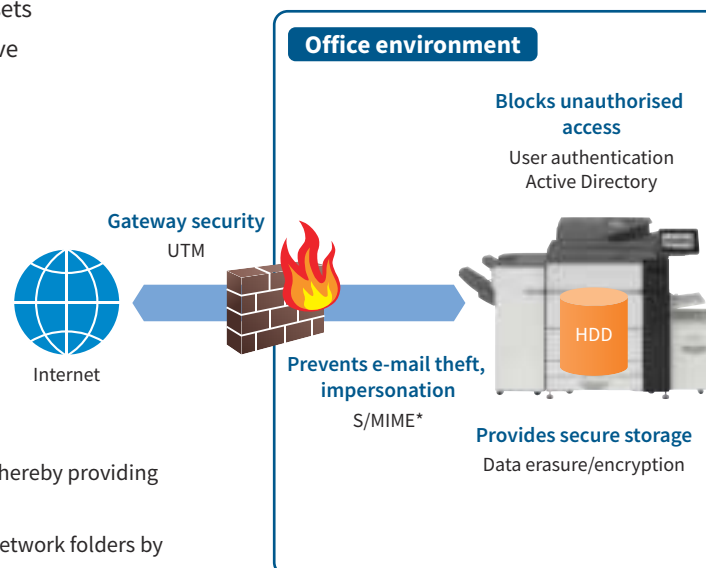 sets
ve
Office environment
Blocks unauthorised
access
User authentication
Active Directory
Gateway security
UTM
HDD
Internet
Prevents e-mail theft,
impersonation
S/MIME*
Provides secure storage
Data erasure/encryption
hereby providing
etwork folders by